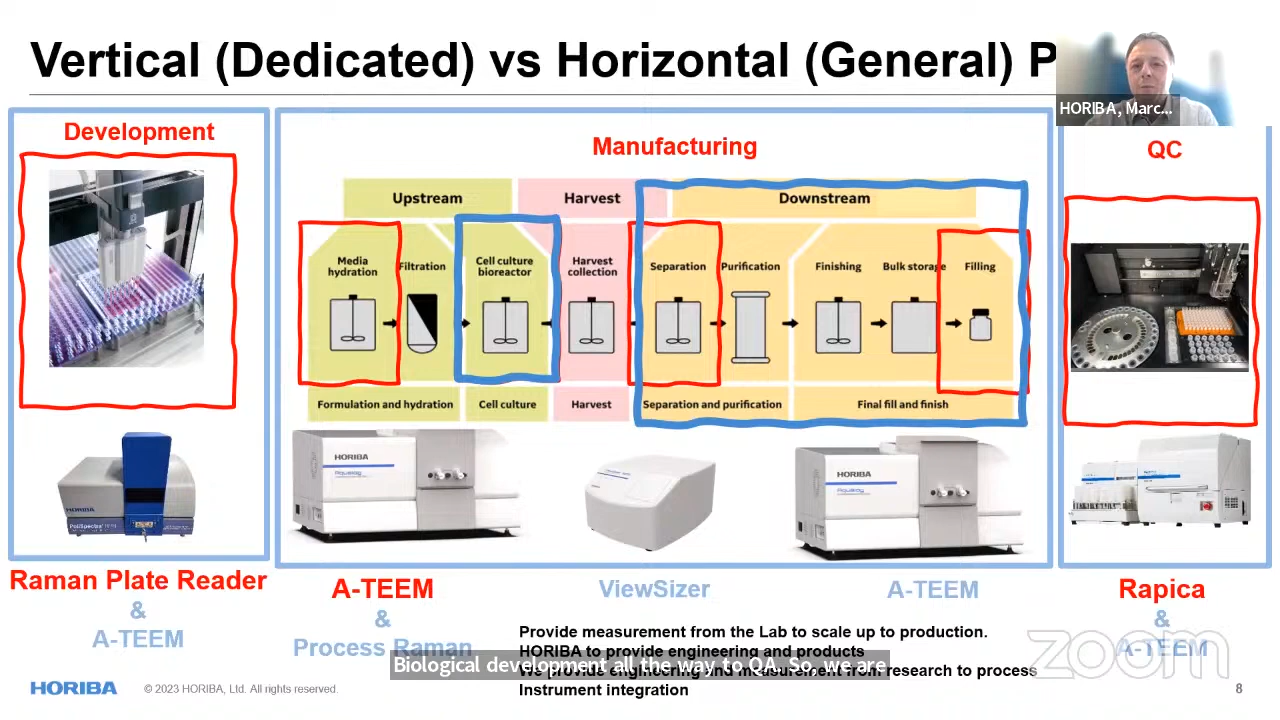 Vertical (Dedicated) vs Horizontal (General) P
HORIBA, Marc...
Development
Manufacturing
QC
Upstream
Harvest
Downstream
Media
hydration
Filtration
Cell culture
bioreactor
Harvest
collection
Separation
Purification
Finishing
Bulk storage
Filling
Formulation and hydration
Cell culture
Harvest
Separation and purification
Final fill and finish
HORIBA
HORIBA
HORIBA
Raman Plate Reader
&
A-TEEM
A-TEEM
&
Process Raman
ViewSizer
A-TEEM
Rapica
&
A-TEEM
Provide measurement from the Lab to scale up to production.
HORIBA to provide engineering and products
We provide engineering and measurement from research to process
Instrument integration
Biological development all the way to QA. So, we are
zoom
HORIBA
© 2023 HORIBA, Ltd. All rights reserved.
8